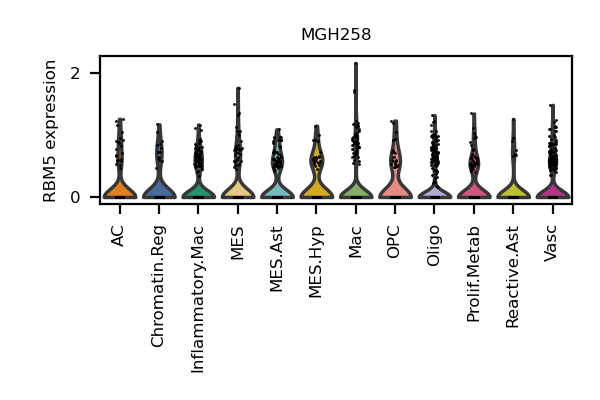 MGH258
RBM5 expression
2
0
AC
Chromatin.Reg
Inflammatory.Mac
MES
MES.Ast
MES.Hyp
Mac
OPC
Oligo
Prolif.Metab
Reactive.Ast
Vasc